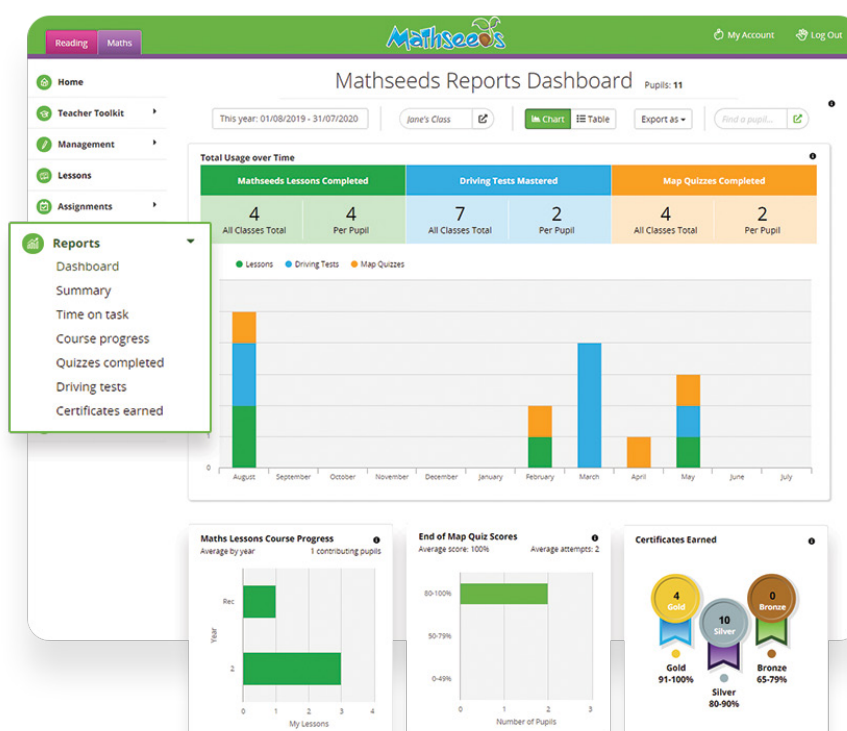 Reading Maths
Mathseeds
My Account Log Out
Home
Teacher Toolkit
Management
Lessons
Assignments
Reports
Dashboard
Summary
Time on task
Course progress
Quizzes completed
Driving tests
Certificates earned
Mathseeds Reports Dashboard Pupils: 11
This year: 01/08/2019 - 31/07/2020 Jane's Class Chart Table Export as Find a pupil...
Total Usage over Time
Mathseeds Lessons Completed Driving Tests Mastered Map Quizzes Completed
4 4 7 2 4 2
All Classes Total Per Pupil All Classes Total Per Pupil All Classes Total Per Pupil
Lessons Driving Tests Map Quizzes
1
0
August September October November December January February March April May June July
Maths Lessons Course Progress
Average by year 1 contributing pupils
Rec
Year
2
0 1 2 3 4
My Lessons
End of Map Quiz Scores
Average score: 100% Average attempts: 2
80-100%
50-79%
0-49%
0 1 2 3
Number of Pupils
Certificates Earned
4
Gold
10
Silver
0
Bronze
Gold
91-100%
Silver
80-90%
Bronze
65-79%